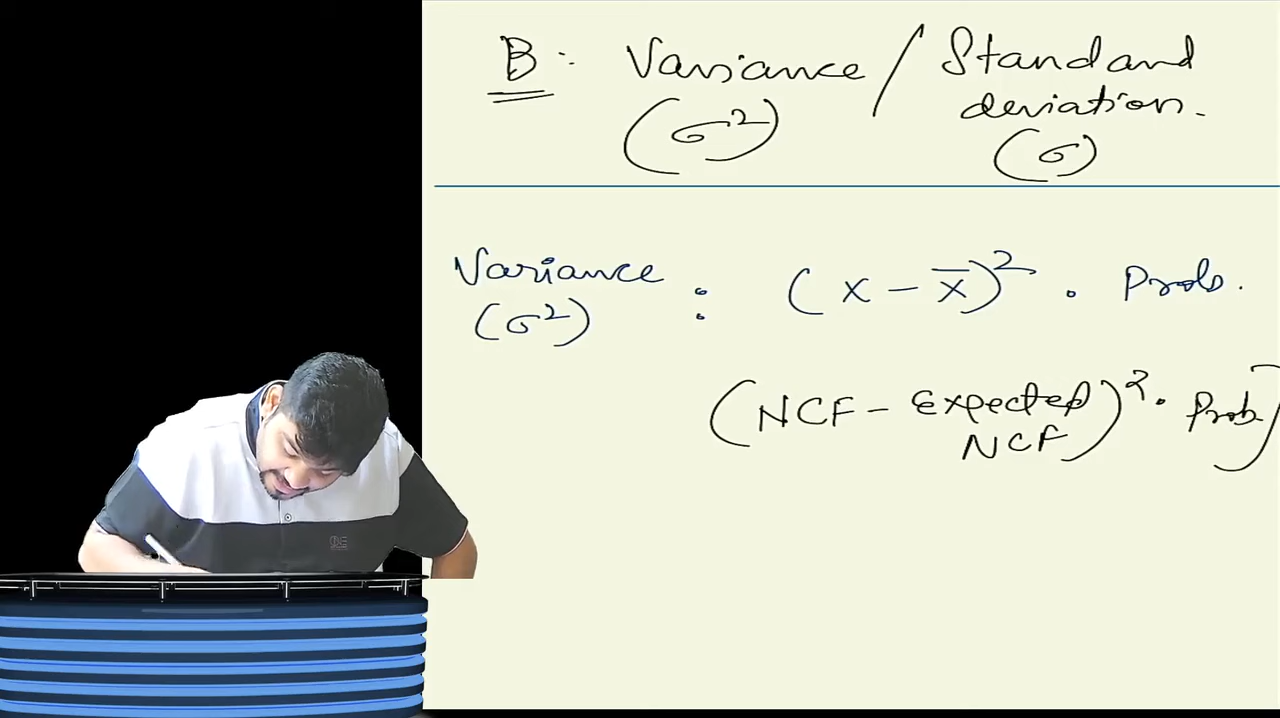 B: Variance / Standard
deviation.
(σ²) (σ)
Variance : (x - x̄)² . Prob.
(σ²)
(NCF - Expected NCF)² . Prob]